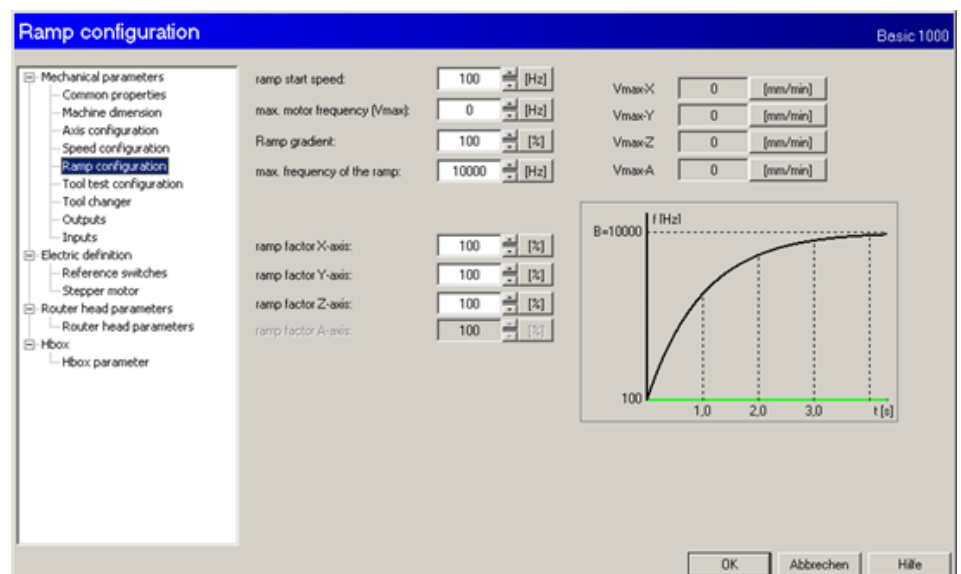 Ramp configuration
Basic 1000
Mechanical parameters
Common properties
Machine dimension
Axis configuration
Speed configuration
Ramp configuration
Tool test configuration
Tool changer
Outputs
Inputs
Electric definition
Reference switches
Stepper motor
Router head parameters
Router head parameters
Hbox
Hbox parameter
ramp start speed: 100 [Hz]
max. motor frequency (Vmax): 0 [Hz]
Ramp gradient: 100 [%]
max. frequency of the ramp: 10000 [Hz]
ramp factor X-axis: 100 [%]
ramp factor Y-axis: 100 [%]
ramp factor Z-axis: 100 [%]
ramp factor A-axis: 100 [%]
Vmax-X 0 [mm/min]
Vmax-Y 0 [mm/min]
Vmax-Z 0 [mm/min]
Vmax-A 0 [mm/min]
f [Hz]
B=10000
100
1,0 2,0 3,0 t [s]
OK Abbrechen Hilfe